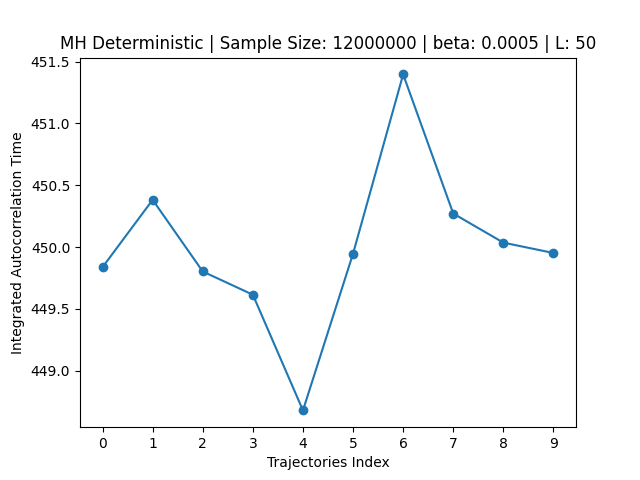 MH Deterministic | Sample Size: 12000000 | beta: 0.0005 | L: 50
451.5
451.0
450.5
450.0
449.5
449.0
Integrated Autocorrelation Time
0 1 2 3 4 5 6 7 8 9
Trajectories Index